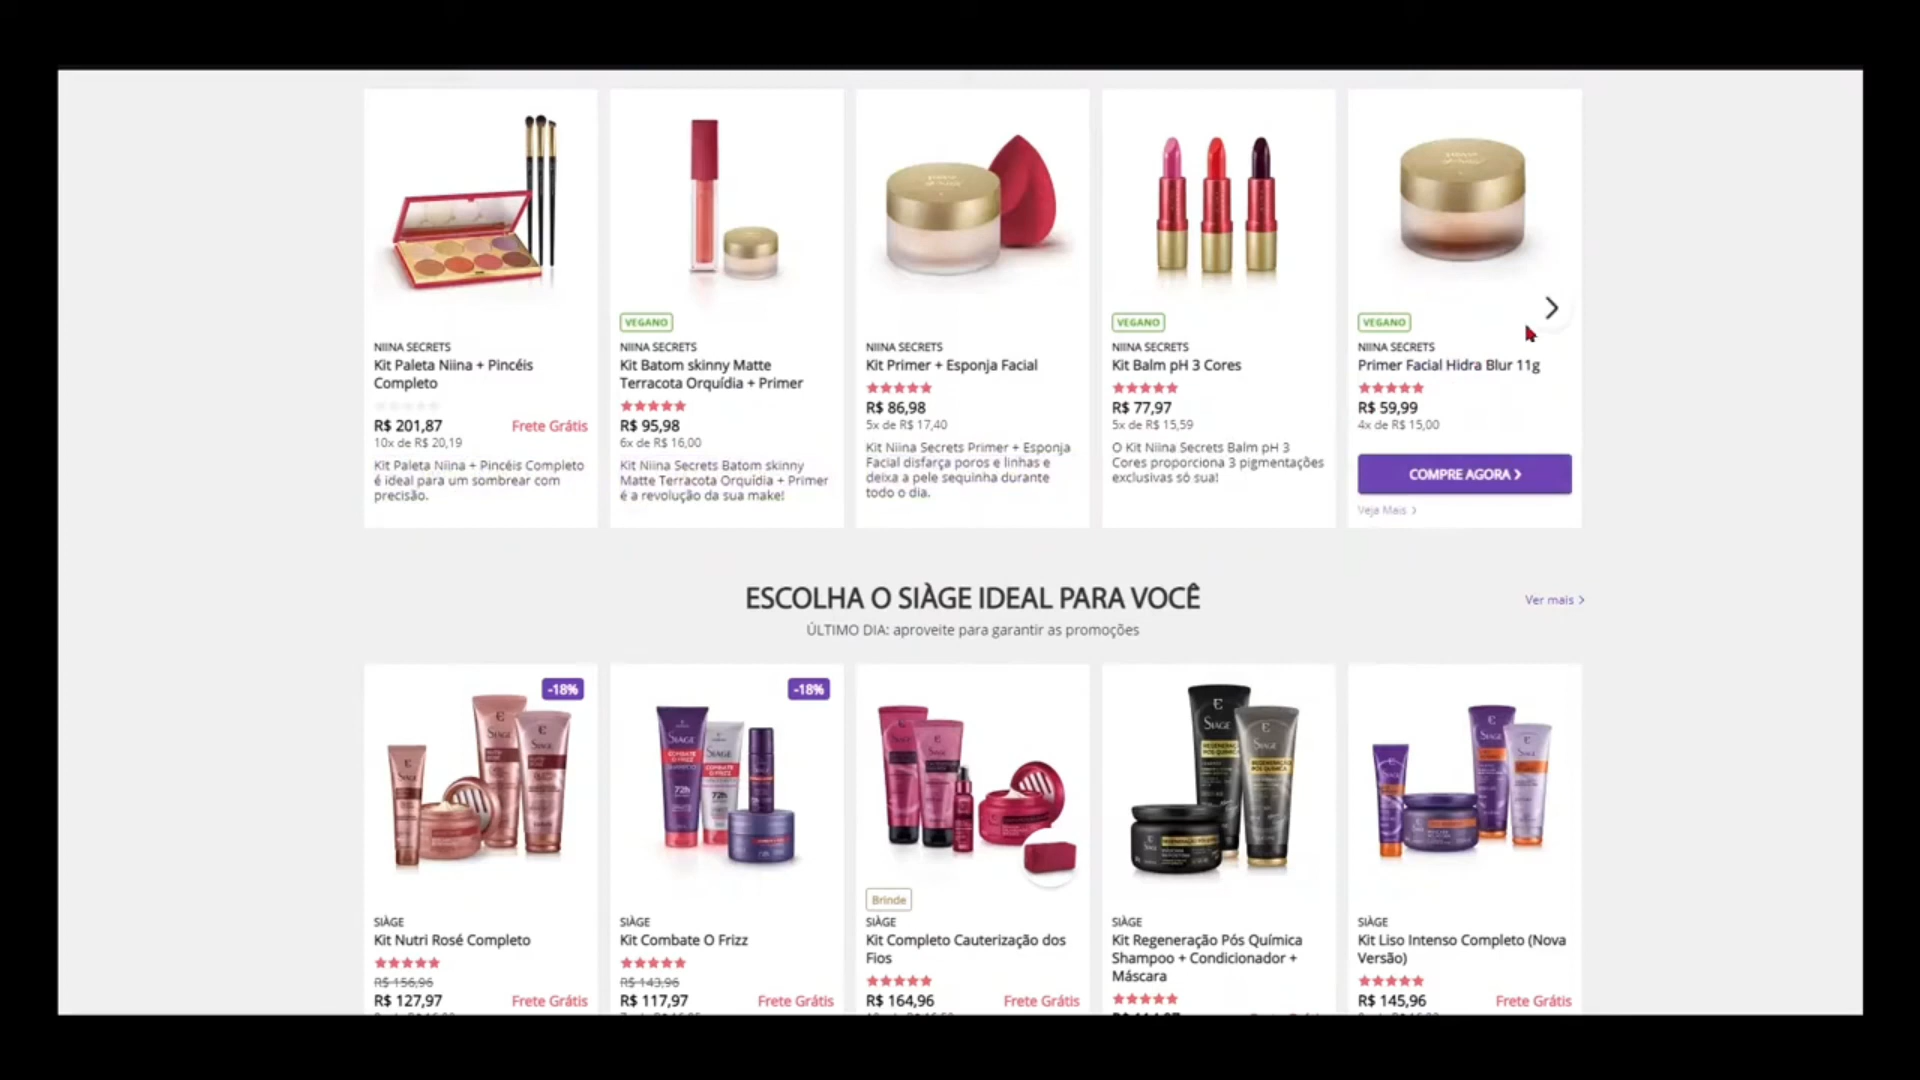 VEGANO
VEGANO
VEGANO
NIINA SECRETS
Kit Paleta Niina + Pincéis
Completo
R$ 201,87
Frete Grátis
10x de R$ 20,19
Kit Paleta Niina + Pincéis Completo
é ideal para um sombrear com
precisão.
NIINA SECRETS
Kit Batom skinny Matte
Terracota Orquídia + Primer
R$ 95,98
6x de R$ 16,00
Kit Niina Secrets Batom skinny
Matte Terracota Orquídia + Primer
é a revolução da sua make!
NIINA SECRETS
Kit Primer + Esponja Facial
R$ 86,98
5x de R$ 17,40
Kit Niina Secrets Primer + Esponja
Facial disfarça poros e linhas e
deixa a pele sequinha durante
todo o dia.
NIINA SECRETS
Kit Balm pH 3 Cores
R$ 77,97
5x de R$ 15,59
O Kit Niina Secrets Balm pH 3
Cores proporciona 3 pigmentações
exclusivas só sua!
NIINA SECRETS
Primer Facial Hidra Blur 11g
R$ 59,99
4x de R$ 15,00
COMPRE AGORA >
Veja Mais >
ESCOLHA O SIÀGE IDEAL PARA VOCÊ
Ver mais >
ÚLTIMO DIA: aproveite para garantir as promoções
-18%
SIÀGE
Kit Nutri Rosé Completo
R$ 156,96
R$ 127,97
Frete Grátis
-18%
SIÀGE
COMBATE
O FRIZZ
72h
SIÀGE
Kit Combate O Frizz
R$ 143,96
R$ 117,97
Frete Grátis
Brinde
SIÀGE
Kit Completo Cauterização dos
Fios
R$ 164,96
Frete Grátis
SIÀGE
SIÀGE
SIÀGE
Kit Regeneração Pós Química
Shampoo + Condicionador +
Máscara
SIÀGE
Kit Liso Intenso Completo (Nova
Versão)
R$ 145,96
Frete Grátis